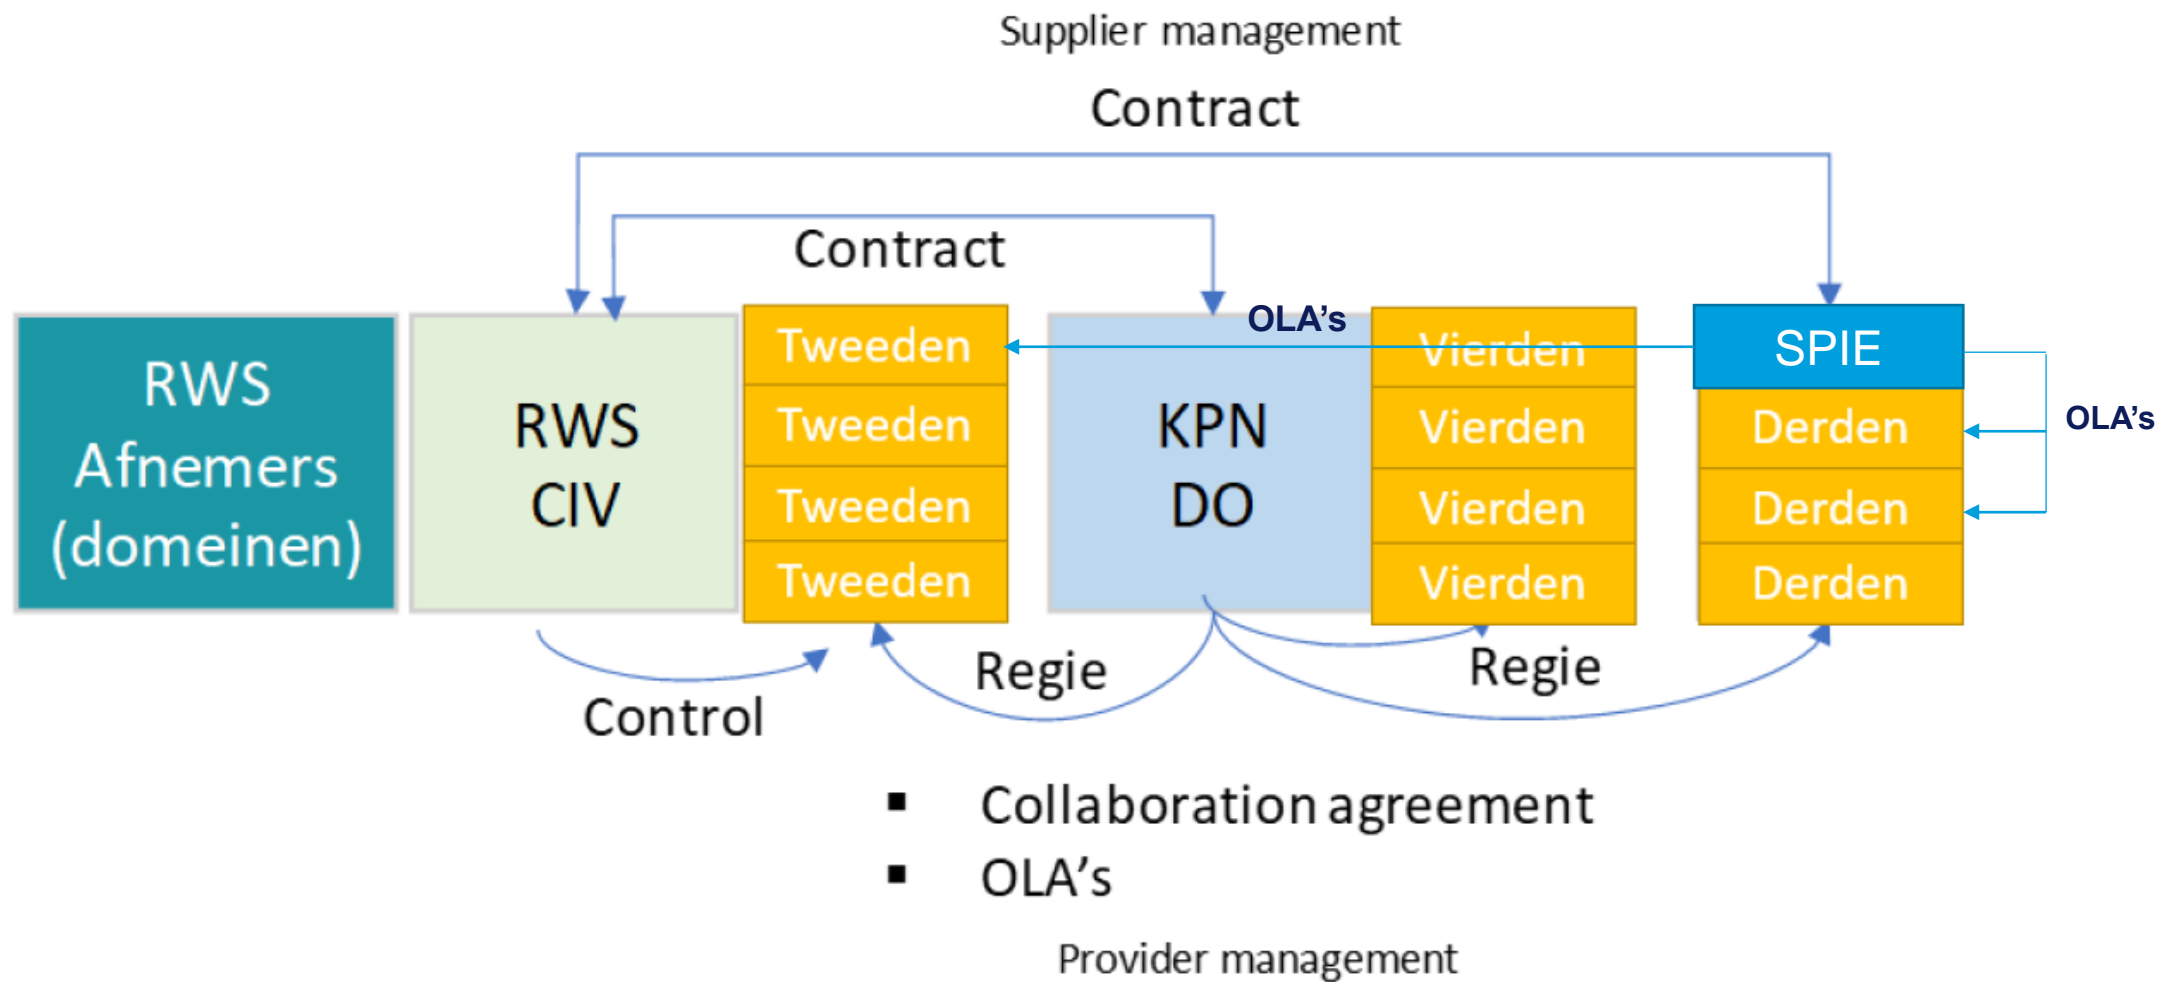 Supplier management
Contract
Contract
RWS
Afnemers
(domeinen)
RWS
CIV
Tweeden
Tweeden
Tweeden
Tweeden
OLA’s
KPN
DO
Vierden
Vierden
Vierden
Vierden
SPIE
Derden
Derden
Derden
OLA’s
Control
Regie
Regie
▪ Collaboration agreement
▪ OLA’s
Provider management